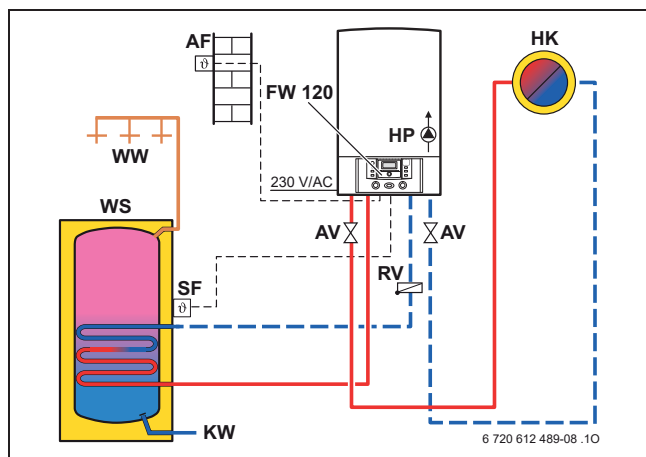 AF
HK
FW 120
HP
WW
230 V/AC
WS
AV
AV
RV
SF
KW
6 720 612 489-08 .1O
ϑ
ϑ